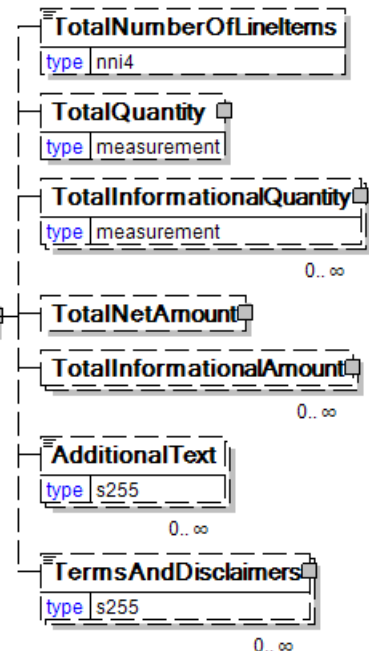 TotalNumberOfLineItems
type nni4
TotalQuantity
type measurement
TotalInformationalQuantity
type measurement
0.. ∞
TotalNetAmount
TotalInformationalAmount
0.. ∞
AdditionalText
type s255
0.. ∞
TermsAndDisclaimers
type s255
0.. ∞